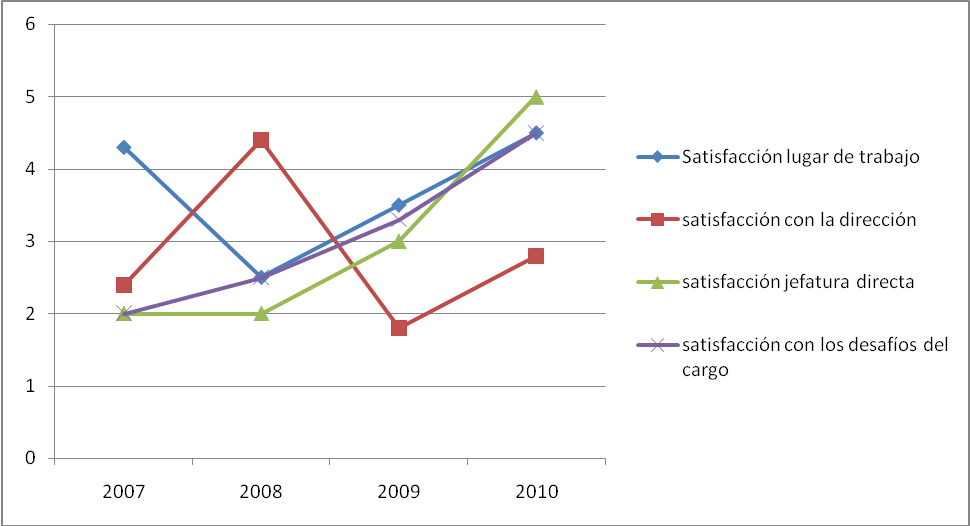 6
5
4
3
2
1
0
2007 2008 2009 2010
Satisfacción lugar de trabajo
satisfacción con la dirección
satisfacción jefatura directa
satisfacción con los desafíos del
cargo